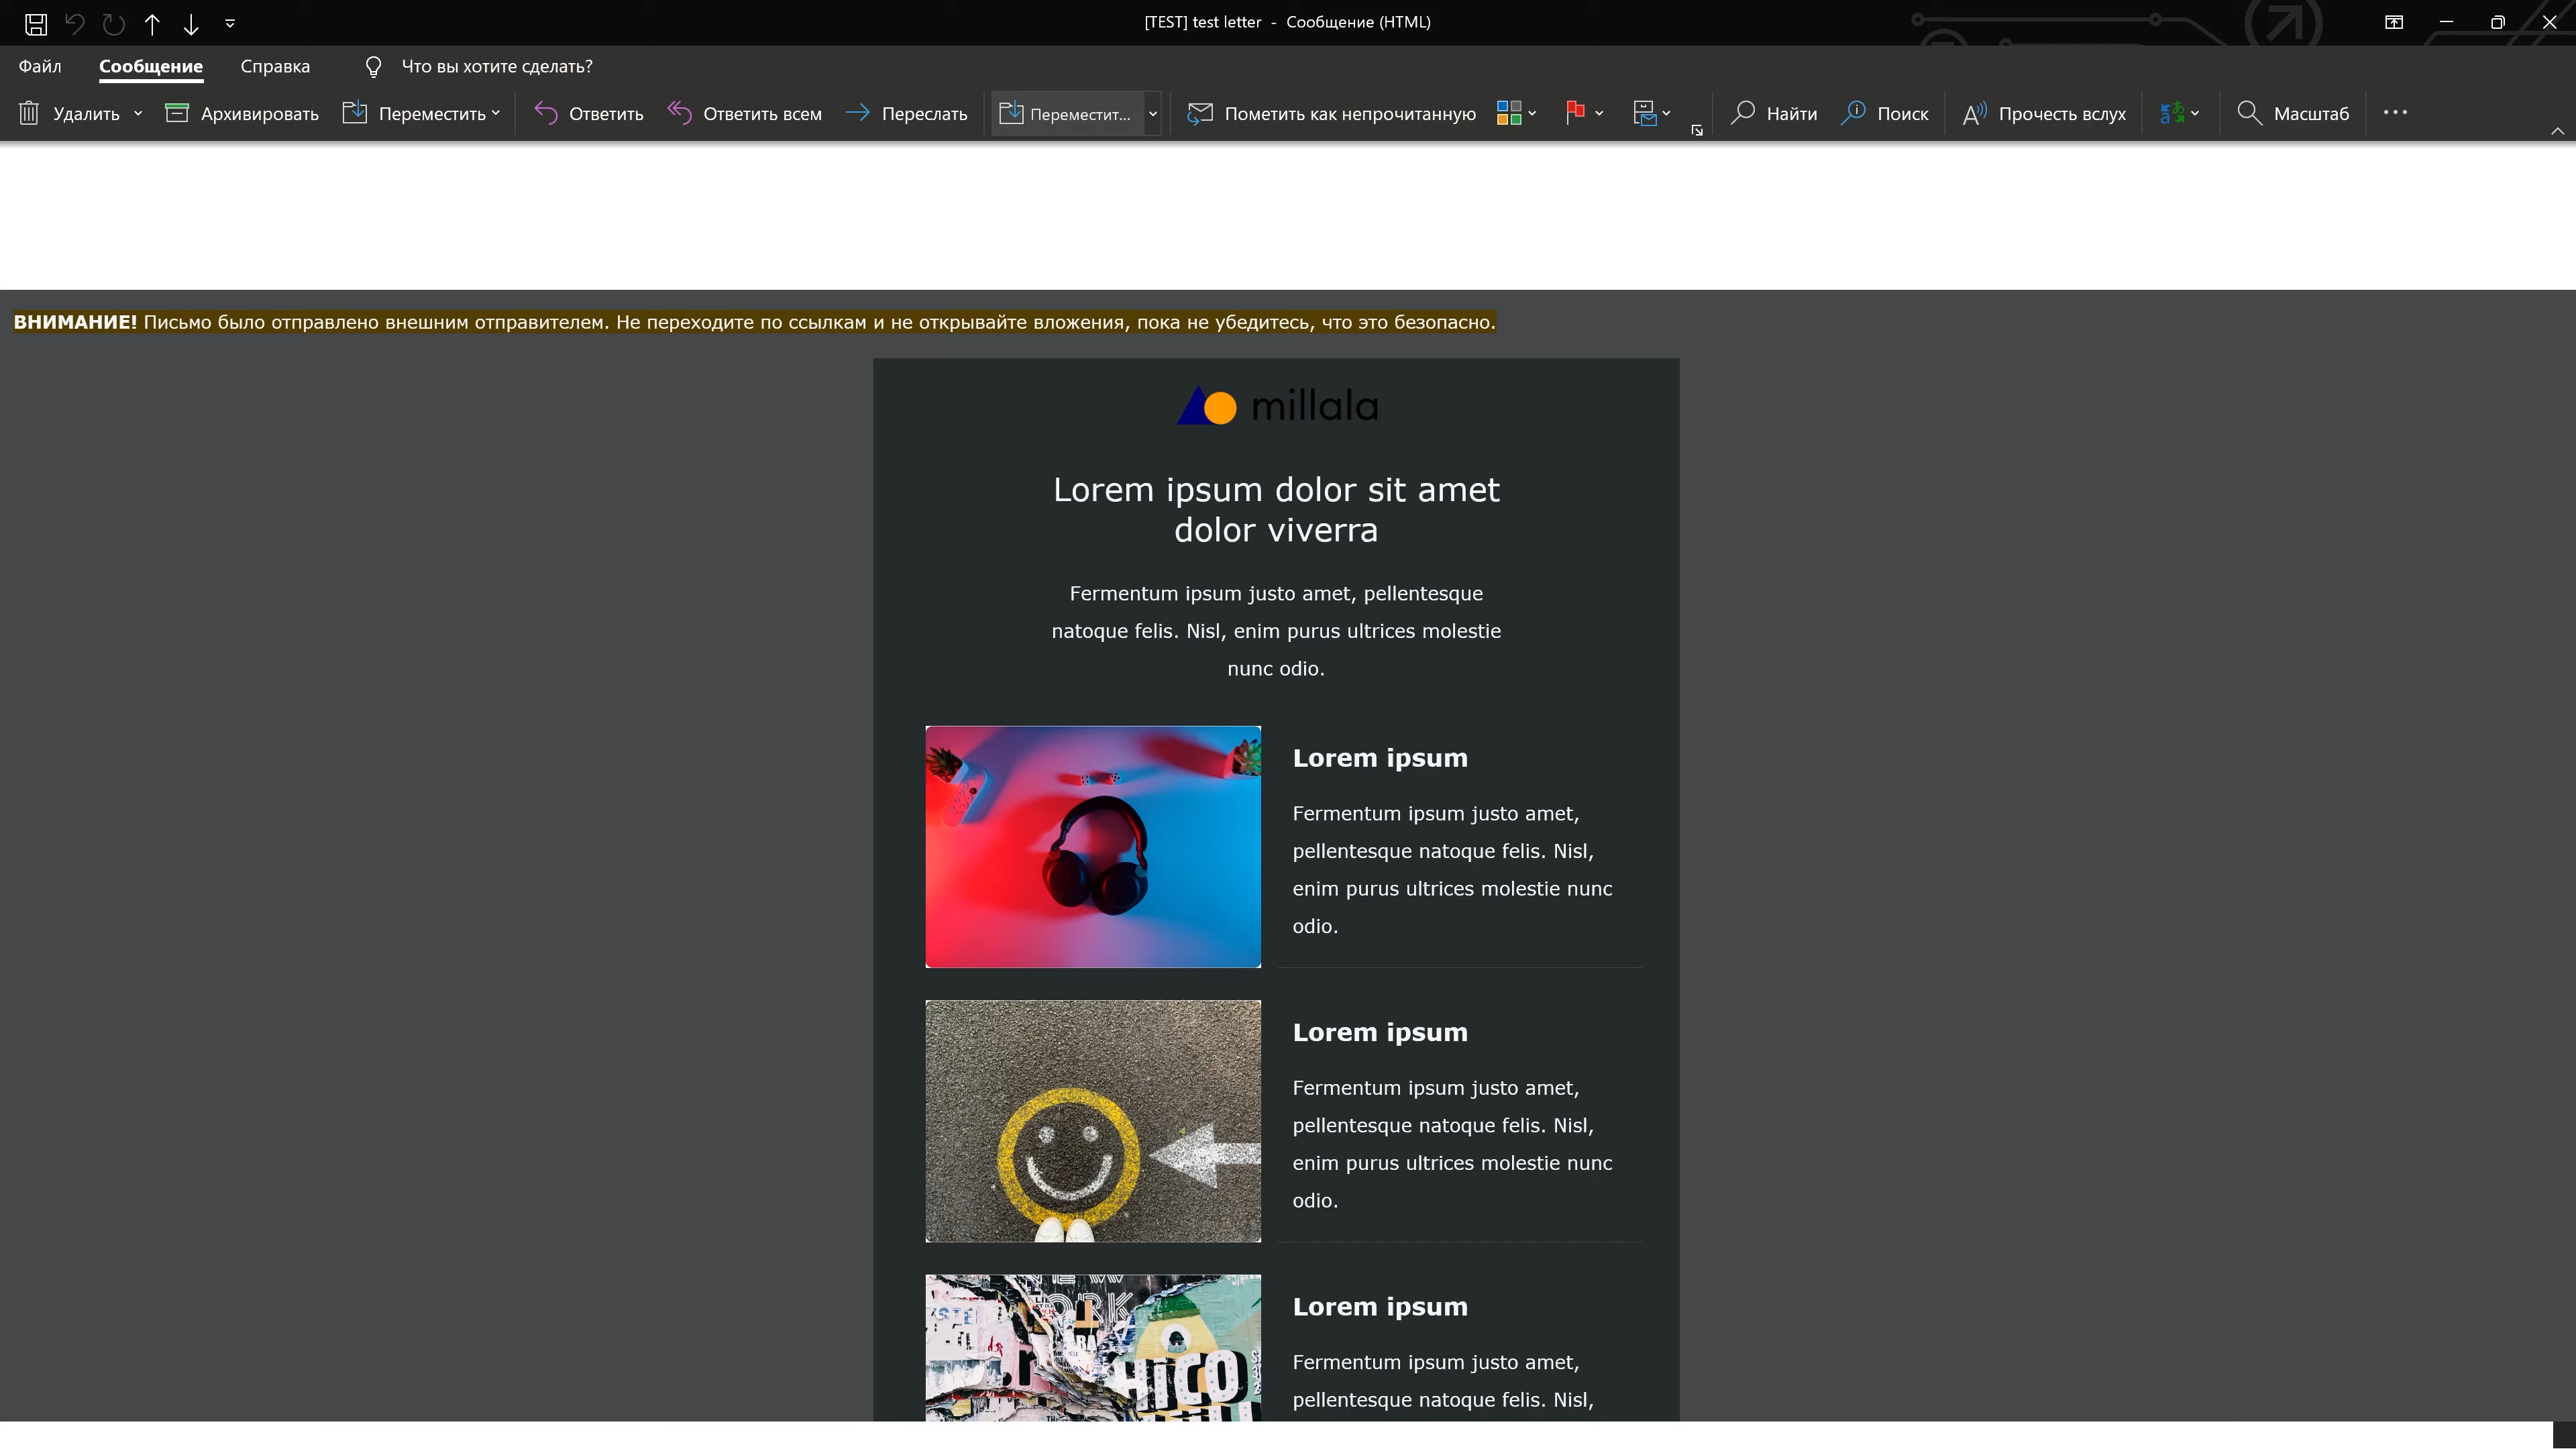 [TEST] test letter - Сообщение (HTML)
Файл Сообщение Справка Что вы хотите сделать?
Удалить Архивировать Переместить Ответить Ответить всем Переслать Переместит... Пометить как непрочитанную Найти Поиск Прочесть вслух Масштаб
ВНИМАНИЕ! Письмо было отправлено внешним отправителем. Не переходите по ссылкам и не открывайте вложения, пока не убедитесь, что это безопасно.
millala
Lorem ipsum dolor sit amet
dolor viverra
Fermentum ipsum justo amet, pellentesque
natoque felis. Nisl, enim purus ultrices molestie
nunc odio.
Lorem ipsum
Fermentum ipsum justo amet,
pellentesque natoque felis. Nisl,
enim purus ultrices molestie nunc
odio.
Lorem ipsum
Fermentum ipsum justo amet,
pellentesque natoque felis. Nisl,
enim purus ultrices molestie nunc
odio.
HICO
Lorem ipsum
Fermentum ipsum justo amet,
pellentesque natoque felis. Nisl,